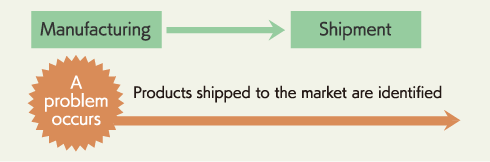 Manufacturing
Shipment
A
problem
occurs
Products shipped to the market are identified